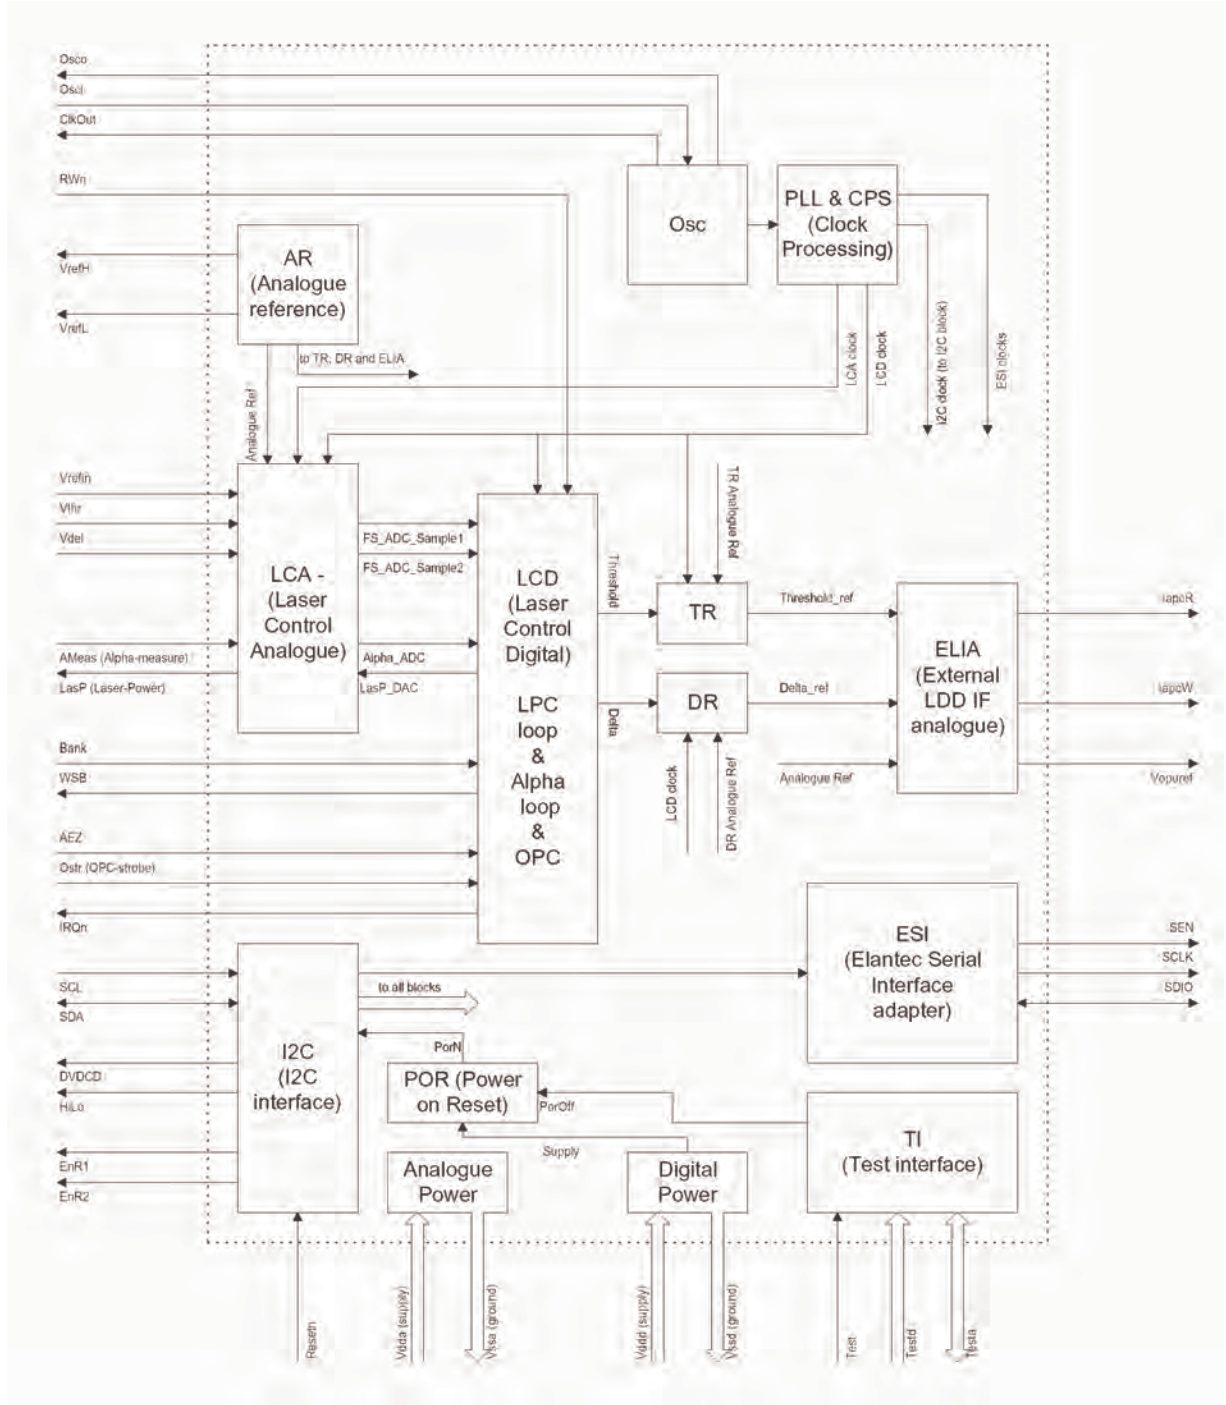 Osco
Osci
ClkOut
RWn
Osc
PLL & CPS
(Clock
Processing)
AR
(Analogue
reference)
VrefH
VrefL
to TR, DR and ELIA
Analogue Ref
LCA clock
LCD clock
I2C clock (to I2C block)
ESI clocks
Vrefin
Vlfir
Vdel
LCA -
(Laser
Control
Analogue)
FS_ADC_Sample1
FS_ADC_Sample2
Alpha_ADC
LasP_DAC
AMeas (Alpha-measure)
LasP (Laser-Power)
LCD
(Laser
Control
Digital)
LPC
loop
&
Alpha
loop
&
OPC
Threshold
Delta
TR Analogue Ref
TR
DR
LCD clock
DR Analogue Ref
Threshold_ref
Delta_ref
Analogue Ref
ELIA
(External
LDD IF
analogue)
IapcR
IapcW
Vopuref
Bank
WSB
AEZ
Ostr (OPC-strobe)
IRQn
SCL
SDA
DVDCD
HiLo
EnR1
EnR2
I2C
(I2C
interface)
to all blocks
PorN
POR (Power
on Reset)
PorOff
Supply
Analogue
Power
Digital
Power
ESI
(Elantec Serial
Interface
adapter)
SEN
SCLK
SDIO
TI
(Test interface)
Resetn
Vdda (supply)
Vssa (ground)
Vddd (supply)
Vssd (ground)
Test
Testd
Testa